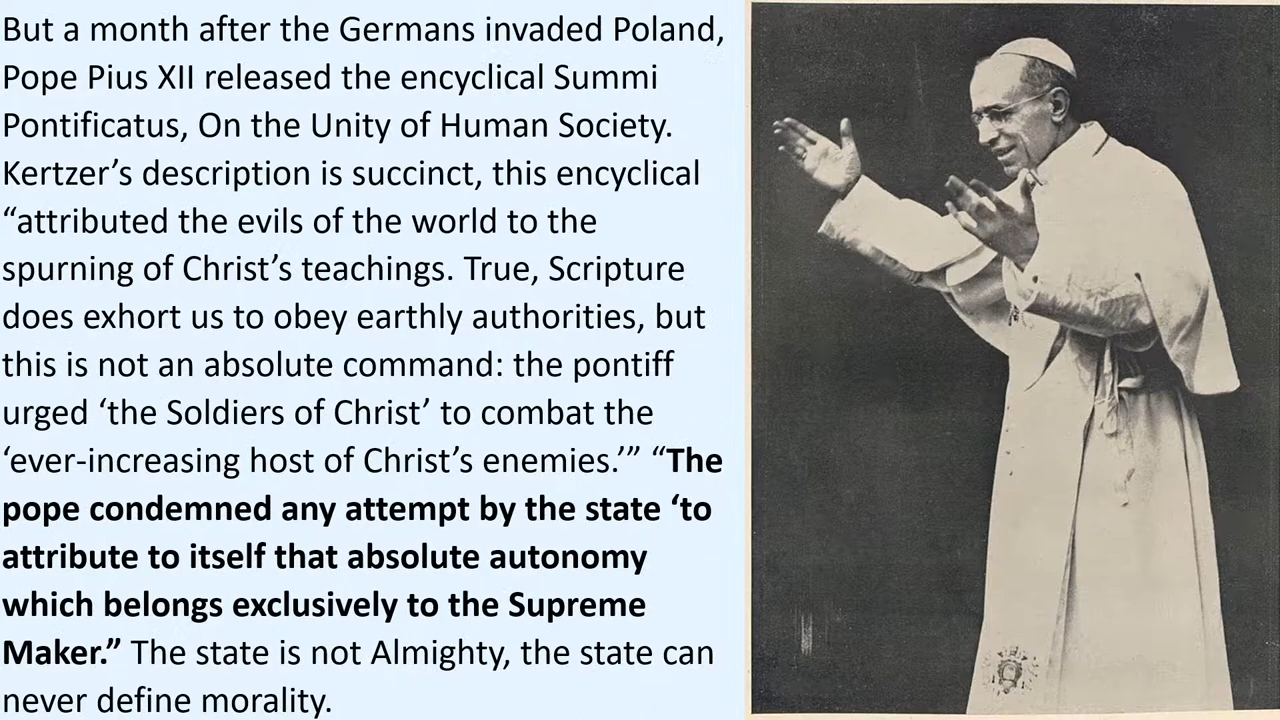 But a month after the Germans invaded Poland,
Pope Pius XII released the encyclical Summi
Pontificatus, On the Unity of Human Society.
Kertzer’s description is succinct, this encyclical
“attributed the evils of the world to the
spurning of Christ’s teachings. True, Scripture
does exhort us to obey earthly authorities, but
this is not an absolute command: the pontiff
urged ‘the Soldiers of Christ’ to combat the
‘ever-increasing host of Christ’s enemies.’” “The
pope condemned any attempt by the state ‘to
attribute to itself that absolute autonomy
which belongs exclusively to the Supreme
Maker.” The state is not Almighty, the state can
never define morality.